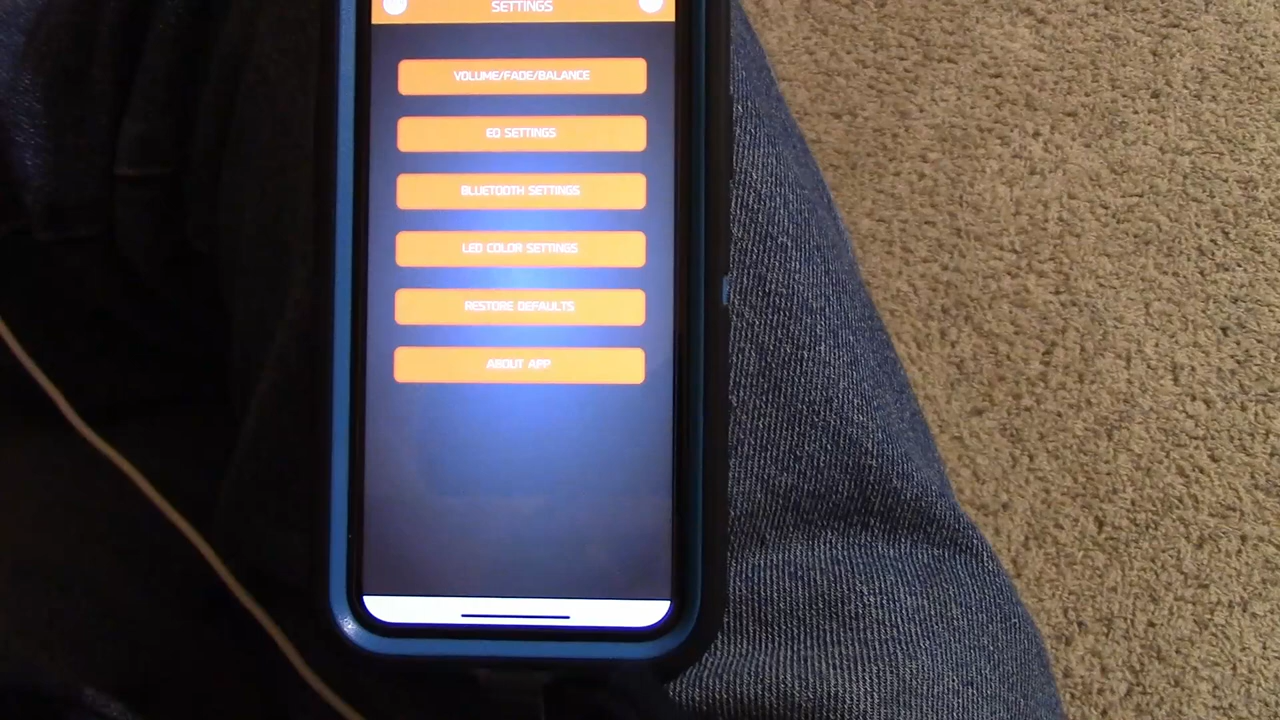 SETTINGS
VOLUME/FADE/BALANCE
EQ SETTINGS
BLUETOOTH SETTINGS
LED COLOR SETTINGS
RESTORE DEFAULTS
ABOUT APP